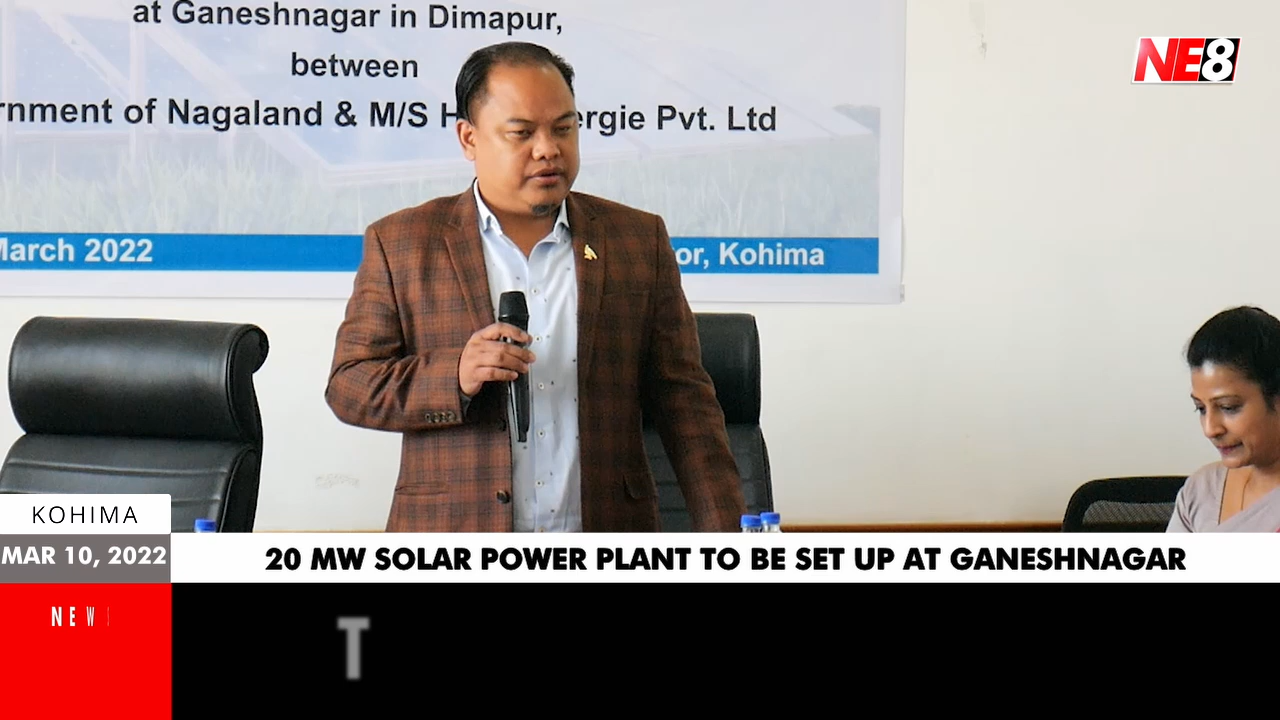 at Ganeshnagar in Dimapur,
between
rnment of Nagaland & M/S H ergie Pvt. Ltd
March 2022
or, Kohima
NE8
KOHIMA
MAR 10, 2022
20 MW SOLAR POWER PLANT TO BE SET UP AT GANESHNAGAR
NEWS
T